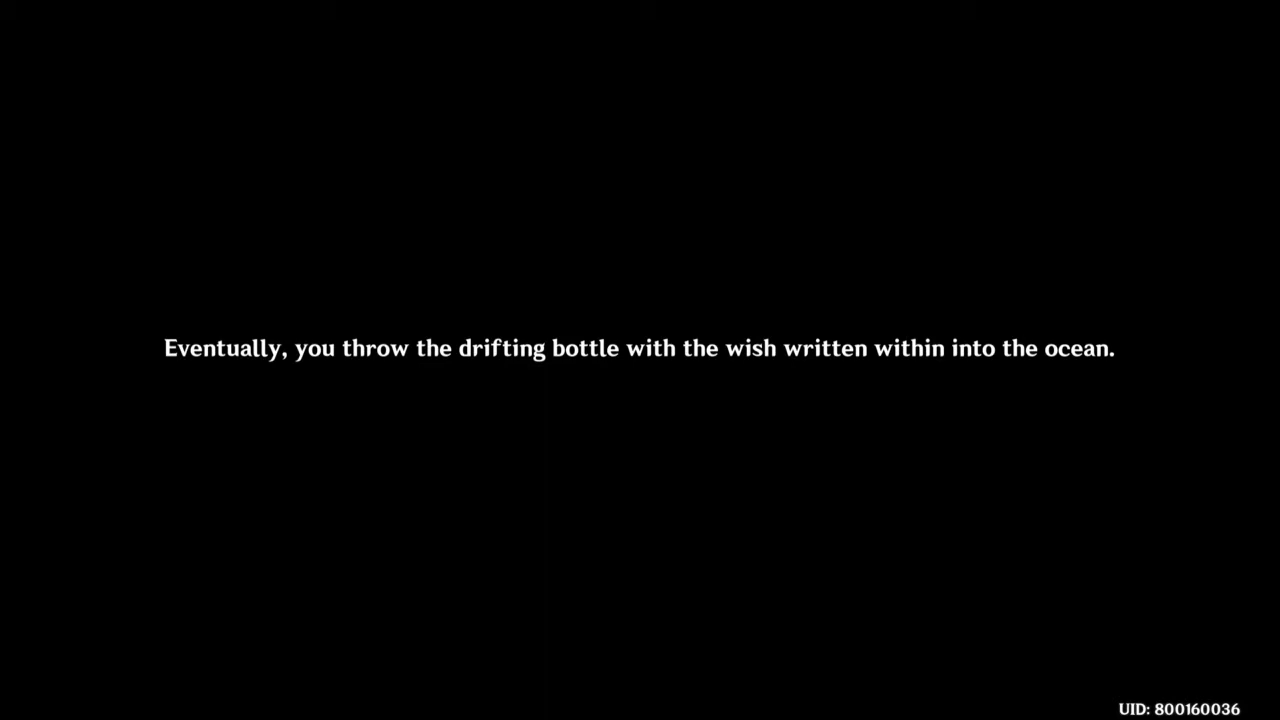 Eventually, you throw the drifting bottle with the wish written within into the ocean.
UID: 800160036